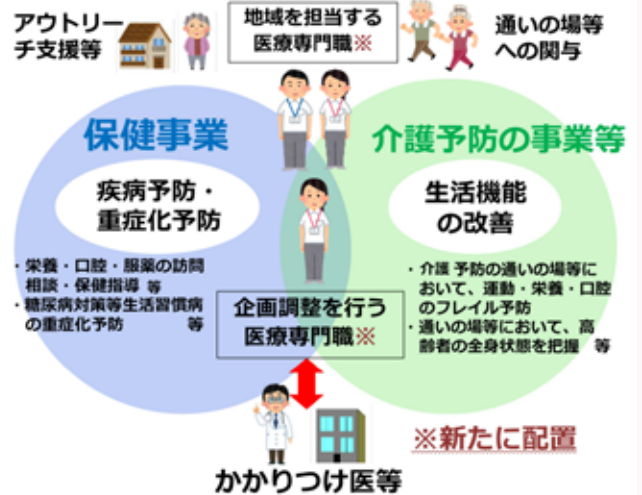 アウトリー
チ支援等
地域を担当する
医療専門職※
通いの場等
への関与
保健事業
介護予防の事業等
疾病予防・
重症化予防
生活機能
の改善
・栄養・口腔・服薬の訪問
相談・保健指導 等
・糖尿病対策等生活習慣病
の重症化予防 等
・介護 予防の通いの場等に
おいて、運動・栄養・口腔
のフレイル予防
・通いの場等において、高
齢者の全身状態を把握 等
企画調整を行う
医療専門職※
※新たに配置
かかりつけ医等